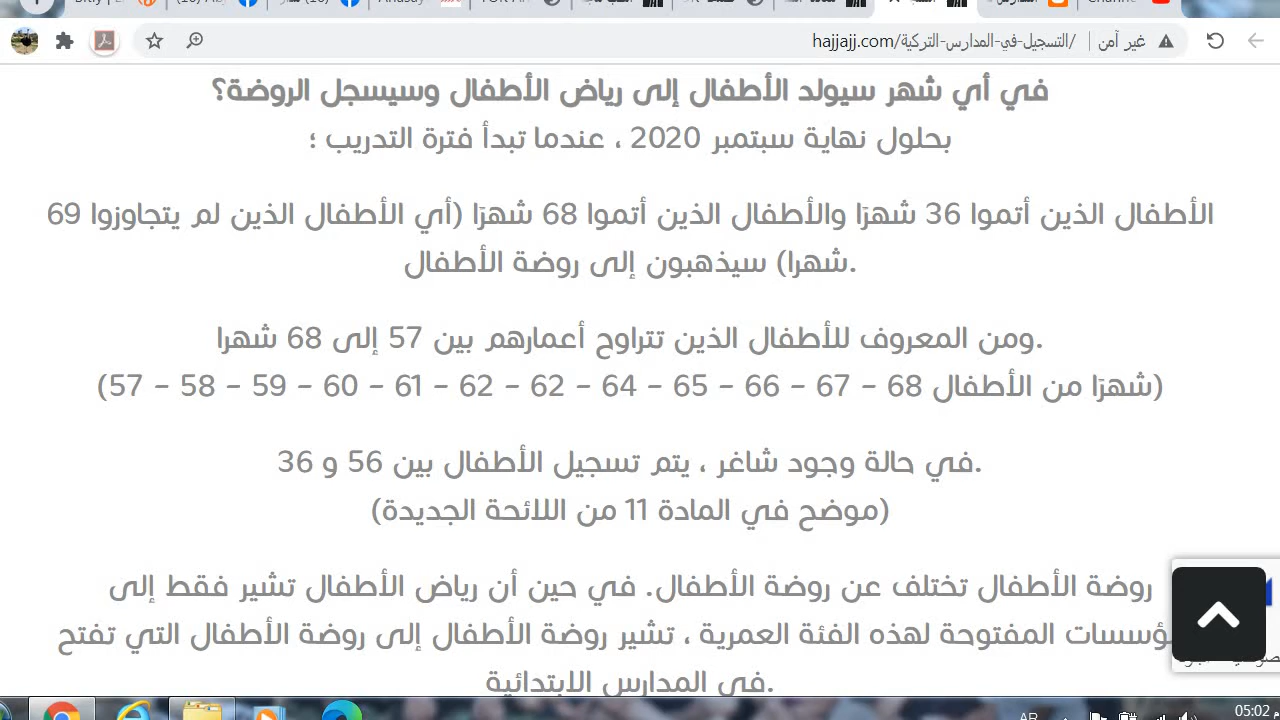 غير آمن
hajjajj.com/التسجيل-في-المدارس-التركية/
في أي شهر سيولد الأطفال إلى رياض الأطفال وسيسجل الروضة؟
بحلول نهاية سبتمبر 2020 ، عندما تبدأ فترة التدريب ؛
الأطفال الذين أتموا 36 شهرًا والأطفال الذين أتموا 68 شهرًا (أي الأطفال الذين لم يتجاوزوا 69
.شهرا) سيذهبون إلى روضة الأطفال
.ومن المعروف للأطفال الذين تتراوح أعمارهم بين 57 إلى 68 شهرا
(شهرًا من الأطفال 68 – 67 – 66 – 65 – 64 – 62 – 62 – 61 – 60 – 59 – 58 – 57)
.في حالة وجود شاغر ، يتم تسجيل الأطفال بين 56 و 36
(موضح في المادة 11 من اللائحة الجديدة)
روضة الأطفال تختلف عن روضة الأطفال. في حين أن رياض الأطفال تشير فقط إلى
المفتوحة لهذه الفئة العمرية ، تشير روضة الأطفال إلى روضة الأطفال التي تفتح
.في المدارس الابتدائية
AR
05:02